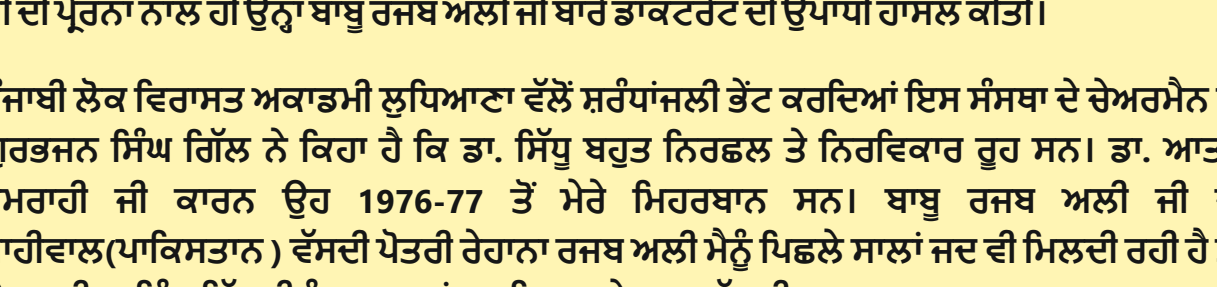 ਦੀ ਪ੍ਰੇਰਨਾ ਨਾਲ ਹੀ ਉਨ੍ਹਾਂ ਬਾਬੂ ਰਜਬ ਅਲੀ ਜੀ ਬਾਰੇ ਡਾਕਟਰੇਟ ਦੀ ਉਪਾਧੀ ਹਾਸਲ ਕੀਤੀ।
ਲੋਕ ਵਿਰਾਸਤ ਅਕਾਡਮੀ ਲੁਧਿਆਣਾ ਵੱਲੋਂ ਸ਼ਰਧਾਂਜਲੀ ਭੇਂਟ ਕਰਦਿਆਂ ਇਸ ਸੰਸਥਾ ਦੇ ਚੇਅਰਮੈਨ
ਸਿੰਘ ਗਿੱਲ ਨੇ ਕਿਹਾ ਹੈ ਕਿ ਡਾ. ਸਿੱਧੂ ਬਹੁਤ ਨਿਰਛਲ ਤੇ ਨਿਰਵਿਕਾਰ ਰੂਹ ਸਨ। ਡਾ.
ਜੀ ਕਾਰਨ ਉਹ 1976-77 ਤੋਂ ਮੇਰੇ ਮਿਹਰਬਾਨ ਸਨ। ਬਾਬੂ ਰਜਬ ਅਲੀ ਜੀ
(ਪਾਕਿਸਤਾਨ ) ਵੱਸਦੀ ਪੋਤਰੀ ਰੇਹਾਨਾ ਰਜਬ ਅਲੀ ਮੈਨੂੰ ਪਿਛਲੇ ਸਾਲਾਂ ਜਦ ਵੀ ਮਿਲਦੀ ਰਹੀ ਹੈ